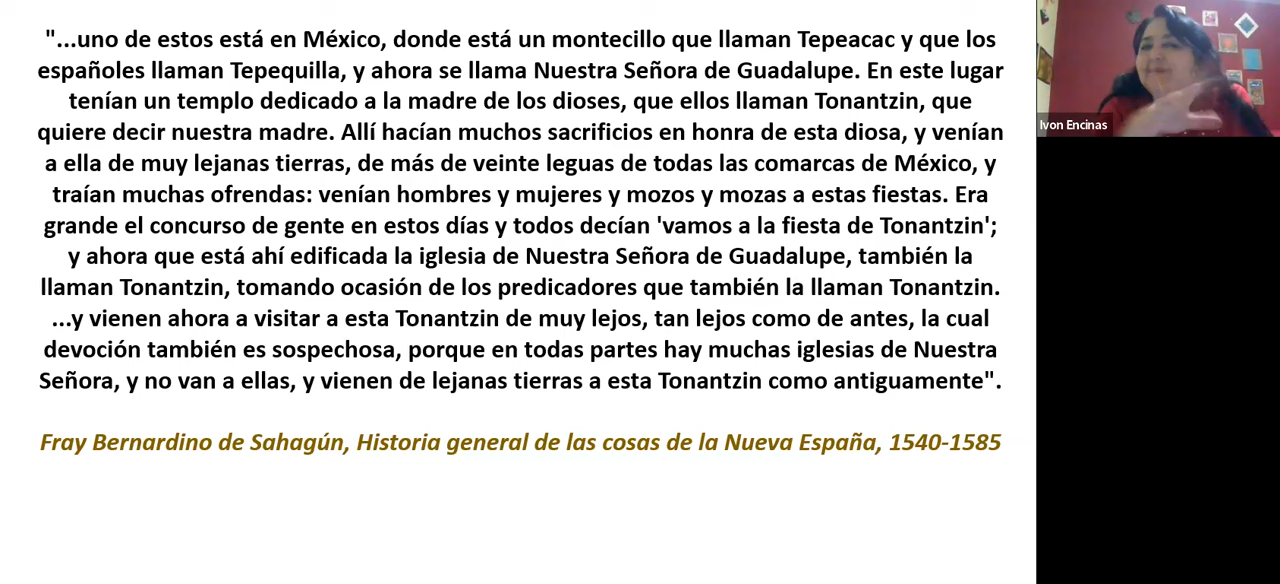 "...uno de estos está en México, donde está un montecillo que llaman Tepeacac y que los
españoles llaman Tepequilla, y ahora se llama Nuestra Señora de Guadalupe. En este lugar
tenían un templo dedicado a la madre de los dioses, que ellos llaman Tonantzin, que
quiere decir nuestra madre. Allí hacían muchos sacrificios en honra de esta diosa, y venían
a ella de muy lejanas tierras, de más de veinte leguas de todas las comarcas de México, y
traían muchas ofrendas: venían hombres y mujeres y mozos y mozas a estas fiestas. Era
grande el concurso de gente en estos días y todos decían 'vamos a la fiesta de Tonantzin';
y ahora que está ahí edificada la iglesia de Nuestra Señora de Guadalupe, también la
llaman Tonantzin, tomando ocasión de los predicadores que también la llaman Tonantzin.
...y vienen ahora a visitar a esta Tonantzin de muy lejos, tan lejos como de antes, la cual
devoción también es sospechosa, porque en todas partes hay muchas iglesias de Nuestra
Señora, y no van a ellas, y vienen de lejanas tierras a esta Tonantzin como antiguamente".
Fray Bernardino de Sahagún, Historia general de las cosas de la Nueva España, 1540-1585
Ivon Encinas